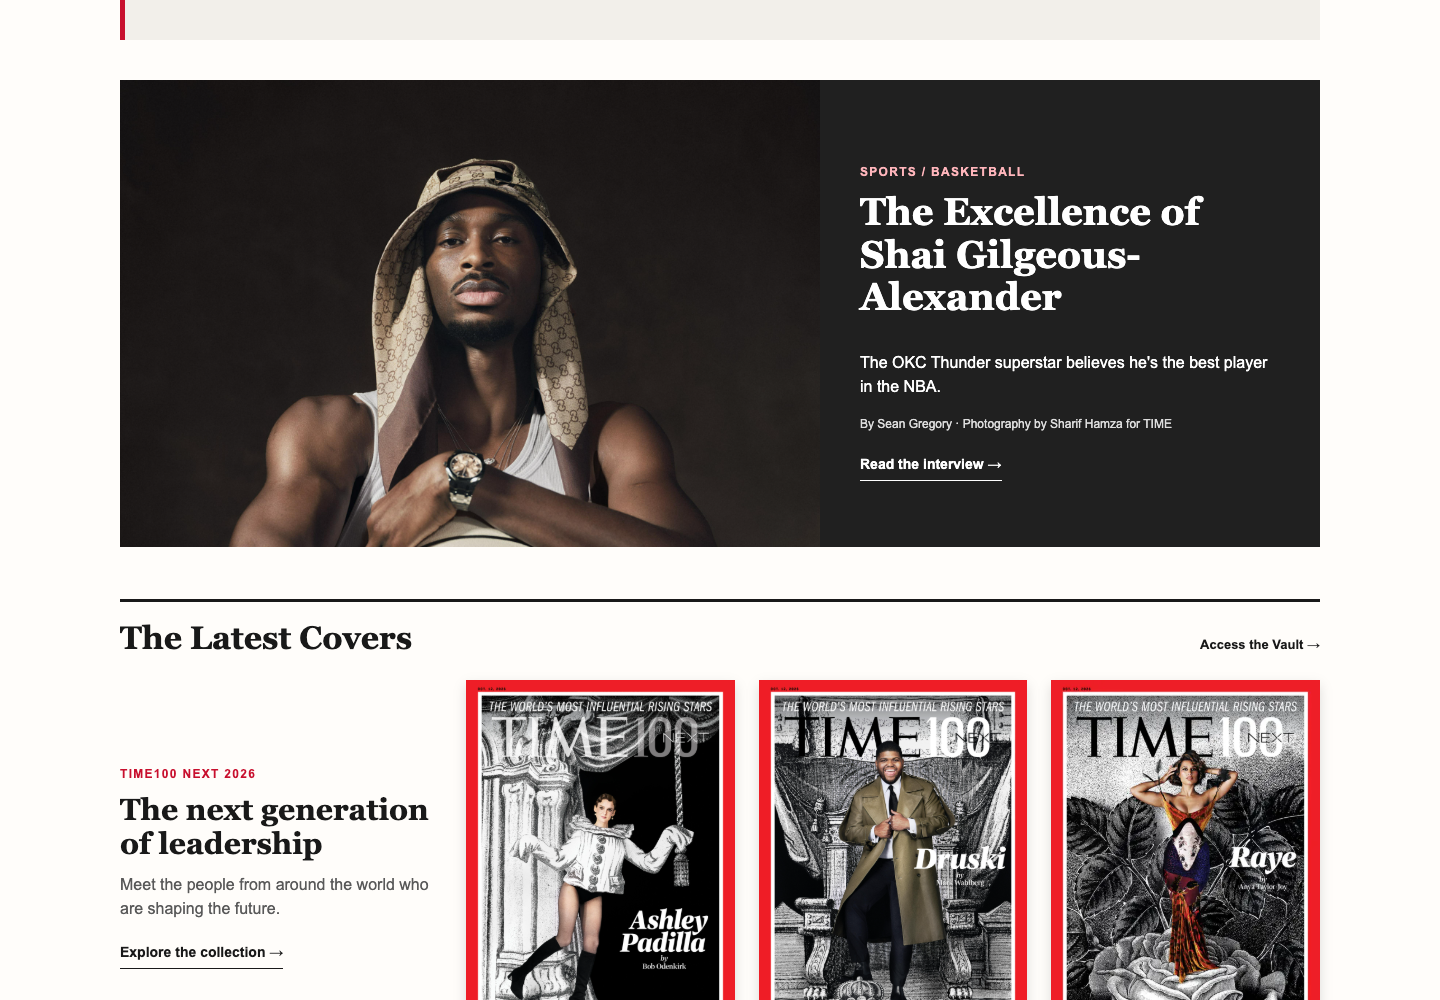 SPORTS / BASKETBALL
The Excellence of
Shai Gilgeous-
Alexander
The OKC Thunder superstar believes he's the best player
in the NBA.
By Sean Gregory · Photography by Sharif Hamza for TIME
Read the interview →
The Latest Covers
Access the Vault →
TIME100 NEXT 2026
The next generation
of leadership
Meet the people from around the world who
are shaping the future.
Explore the collection →
THE WORLD'S MOST INFLUENTIAL RISING STARS
TIME100
NEXT
Ashley
Padilla
by
Bob Odenkirk
THE WORLD'S MOST INFLUENTIAL RISING STARS
TIME100
NEXT
Druski
by
Mark Wahlberg
THE WORLD'S MOST INFLUENTIAL RISING STARS
TIME100
NEXT
Raye
by
Anya Taylor-Joy